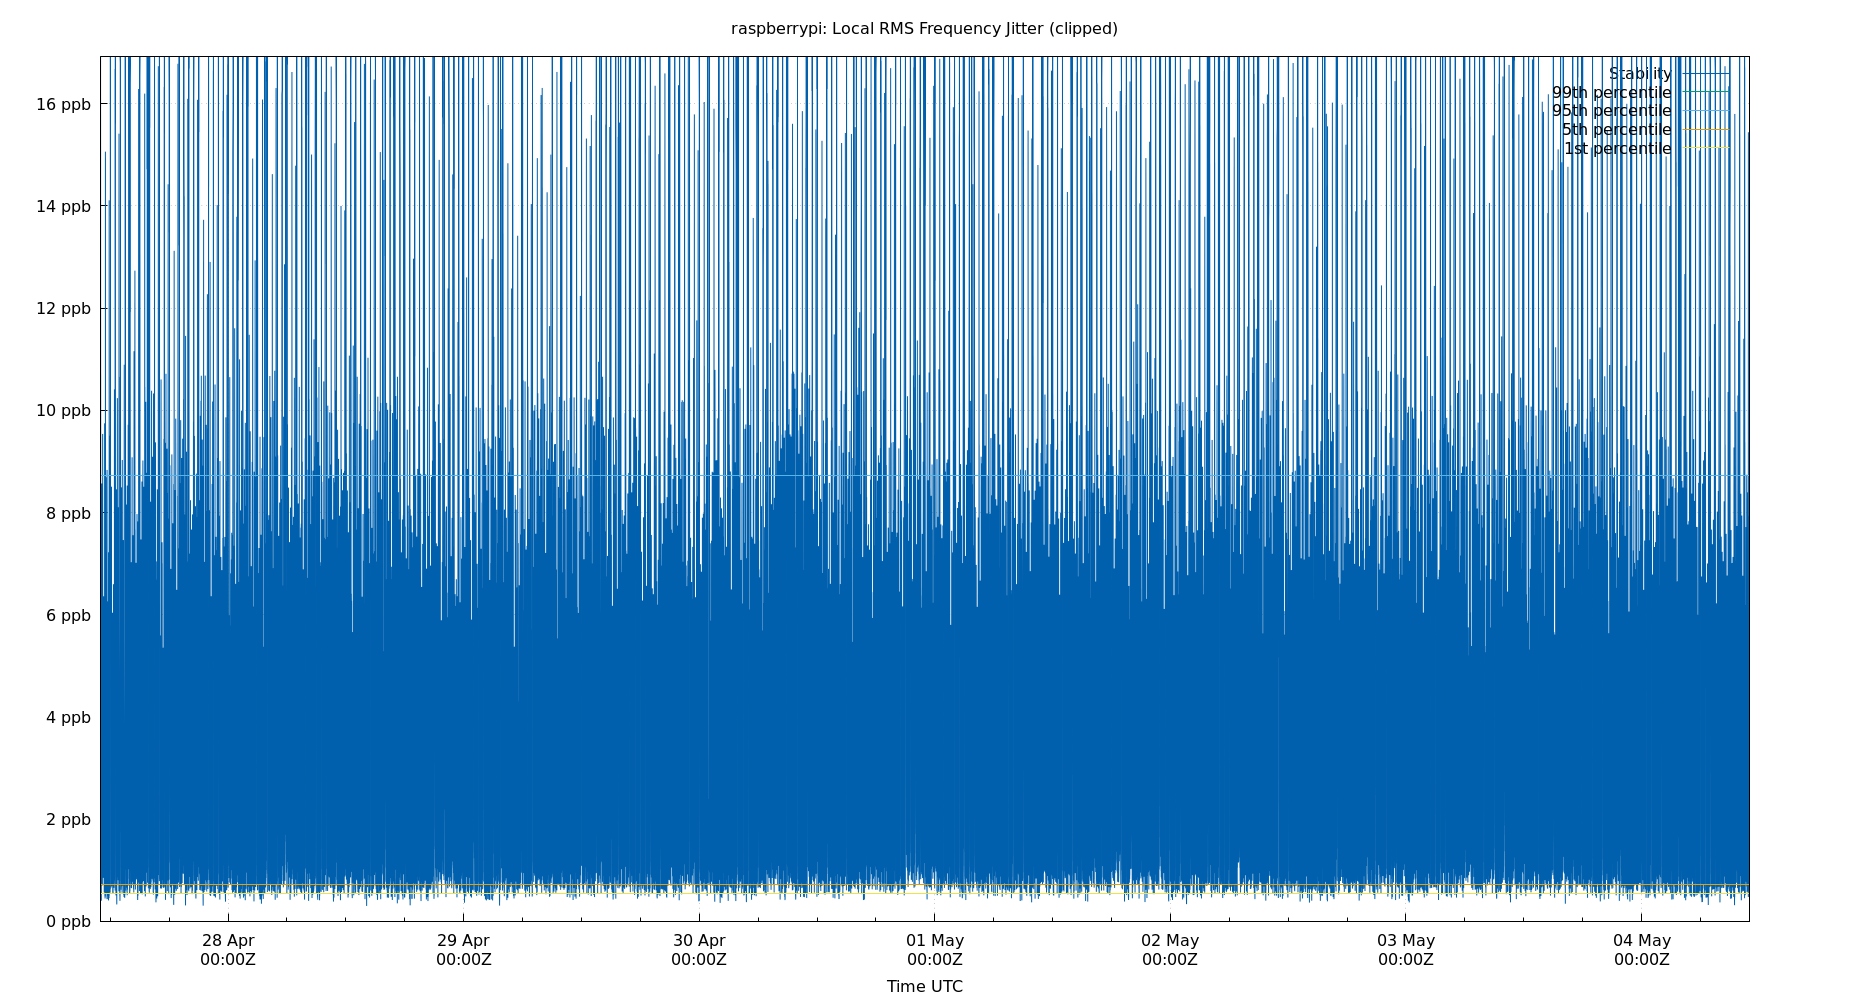 raspberrypi: Local RMS Frequency Jitter (clipped)
Stability
99th percentile
95th percentile
5th percentile
1st percentile
16 ppb
14 ppb
12 ppb
10 ppb
8 ppb
6 ppb
4 ppb
2 ppb
0 ppb
28 Apr 29 Apr 30 Apr 01 May 02 May 03 May 04 May
00:00Z 00:00Z 00:00Z 00:00Z 00:00Z 00:00Z 00:00Z
Time UTC